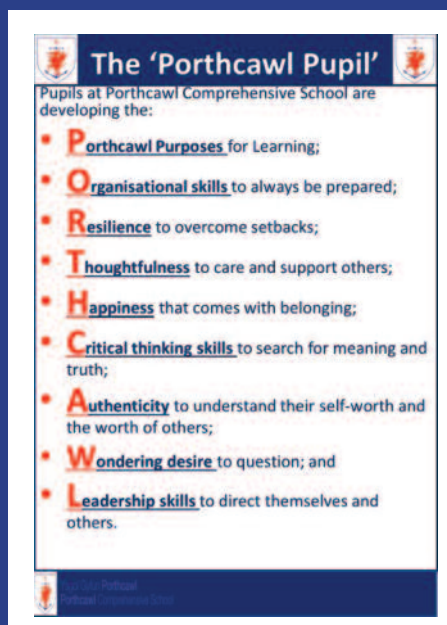 The 'Porthcawl Pupil'
Pupils at Porthcawl Comprehensive School are
developing the:
• Porthcawl Purposes for Learning;
• Organisational skills to always be prepared;
• Resilience to overcome setbacks;
• Thoughtfulness to care and support others;
• Happiness that comes with belonging;
• Critical thinking skills to search for meaning and
truth;
• Authenticity to understand their self-worth and
the worth of others;
• Wondering desire to question; and
• Leadership skills to direct themselves and
others.
Porthcawl
Porthcawl Comprehensive School